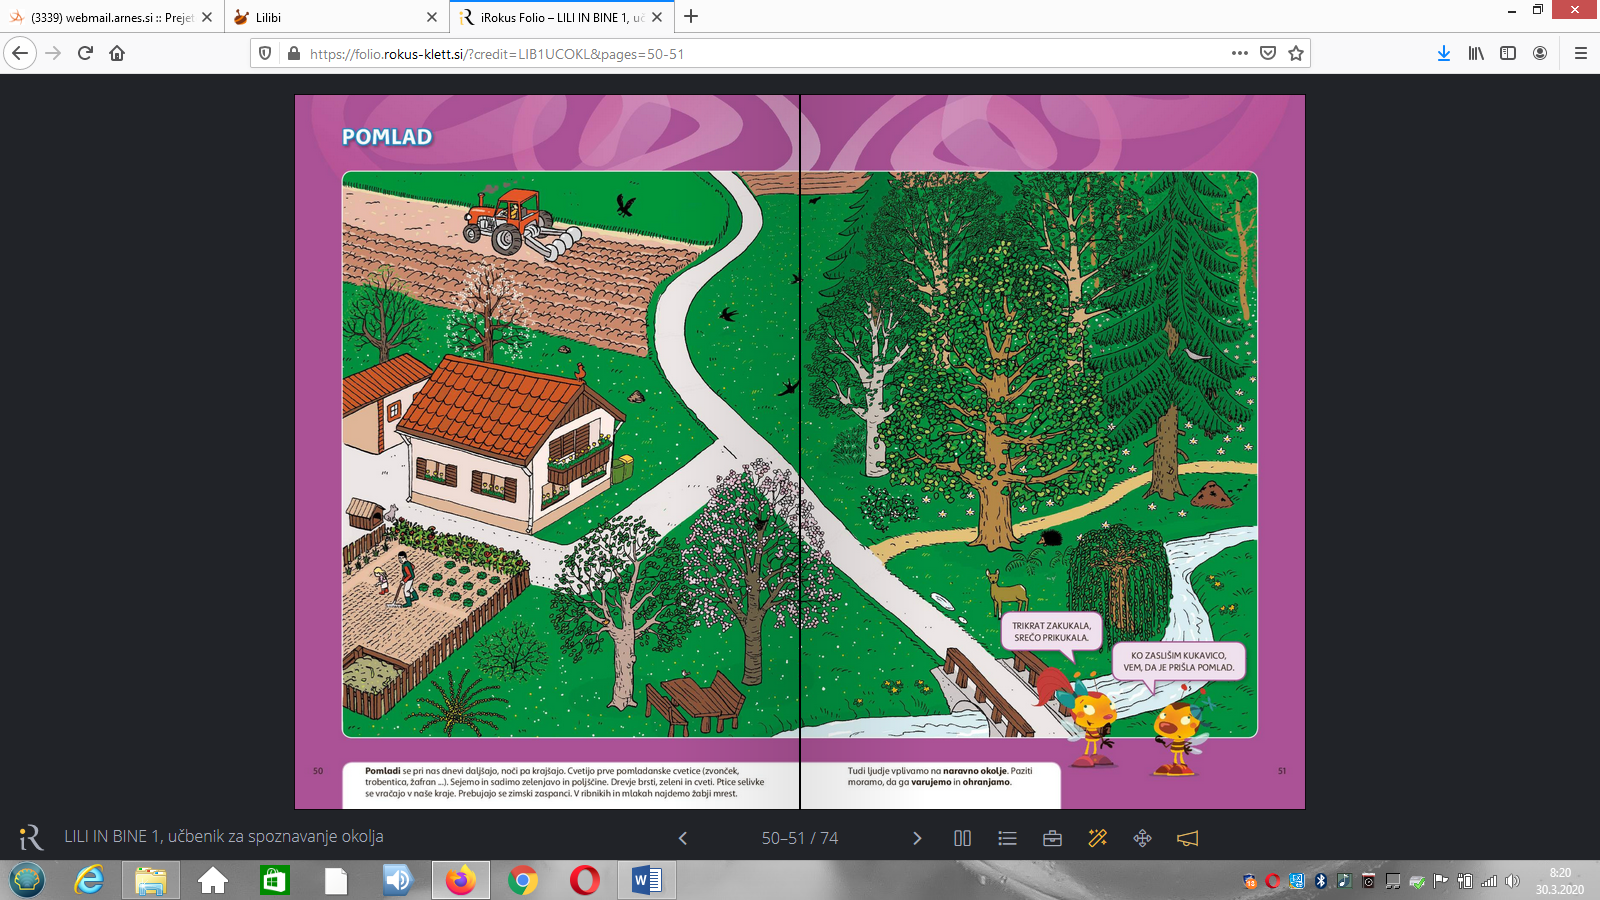 (3339) webmail.arnes.si :: Prejet
Lilibi
iRokus Folio – LILI IN BINE 1, uč
https://folio.rokus-klett.si/?credit=LIB1UCOKL&pages=50-51
POMLAD
TRIKRAT ZAKUKALA,
SREČO PRIKUKALA.
KO ZASLIŠIM KUKAVICO,
VEM, DA JE PRIŠLA POMLAD.
50
Pomladi se pri nas dnevi daljšajo, noči pa krajšajo. Cvetijo prve pomladanske cvetice (zvonček,
trobentica, žafran ...). Sejemo in sadimo zelenjavo in poljščine. Drevje brsti, zeleni in cveti. Ptice selivke
se vračajo v naše kraje. Prebujajo se zimski zaspanci. V ribnikih in mlakah najdemo žabji mrest.
Tudi ljudje vplivamo na naravno okolje. Paziti
moramo, da ga varujemo in ohranjamo.
51
iR
LILI IN BINE 1, učbenik za spoznavanje okolja
50–51 / 74
8:20
30.3.2020